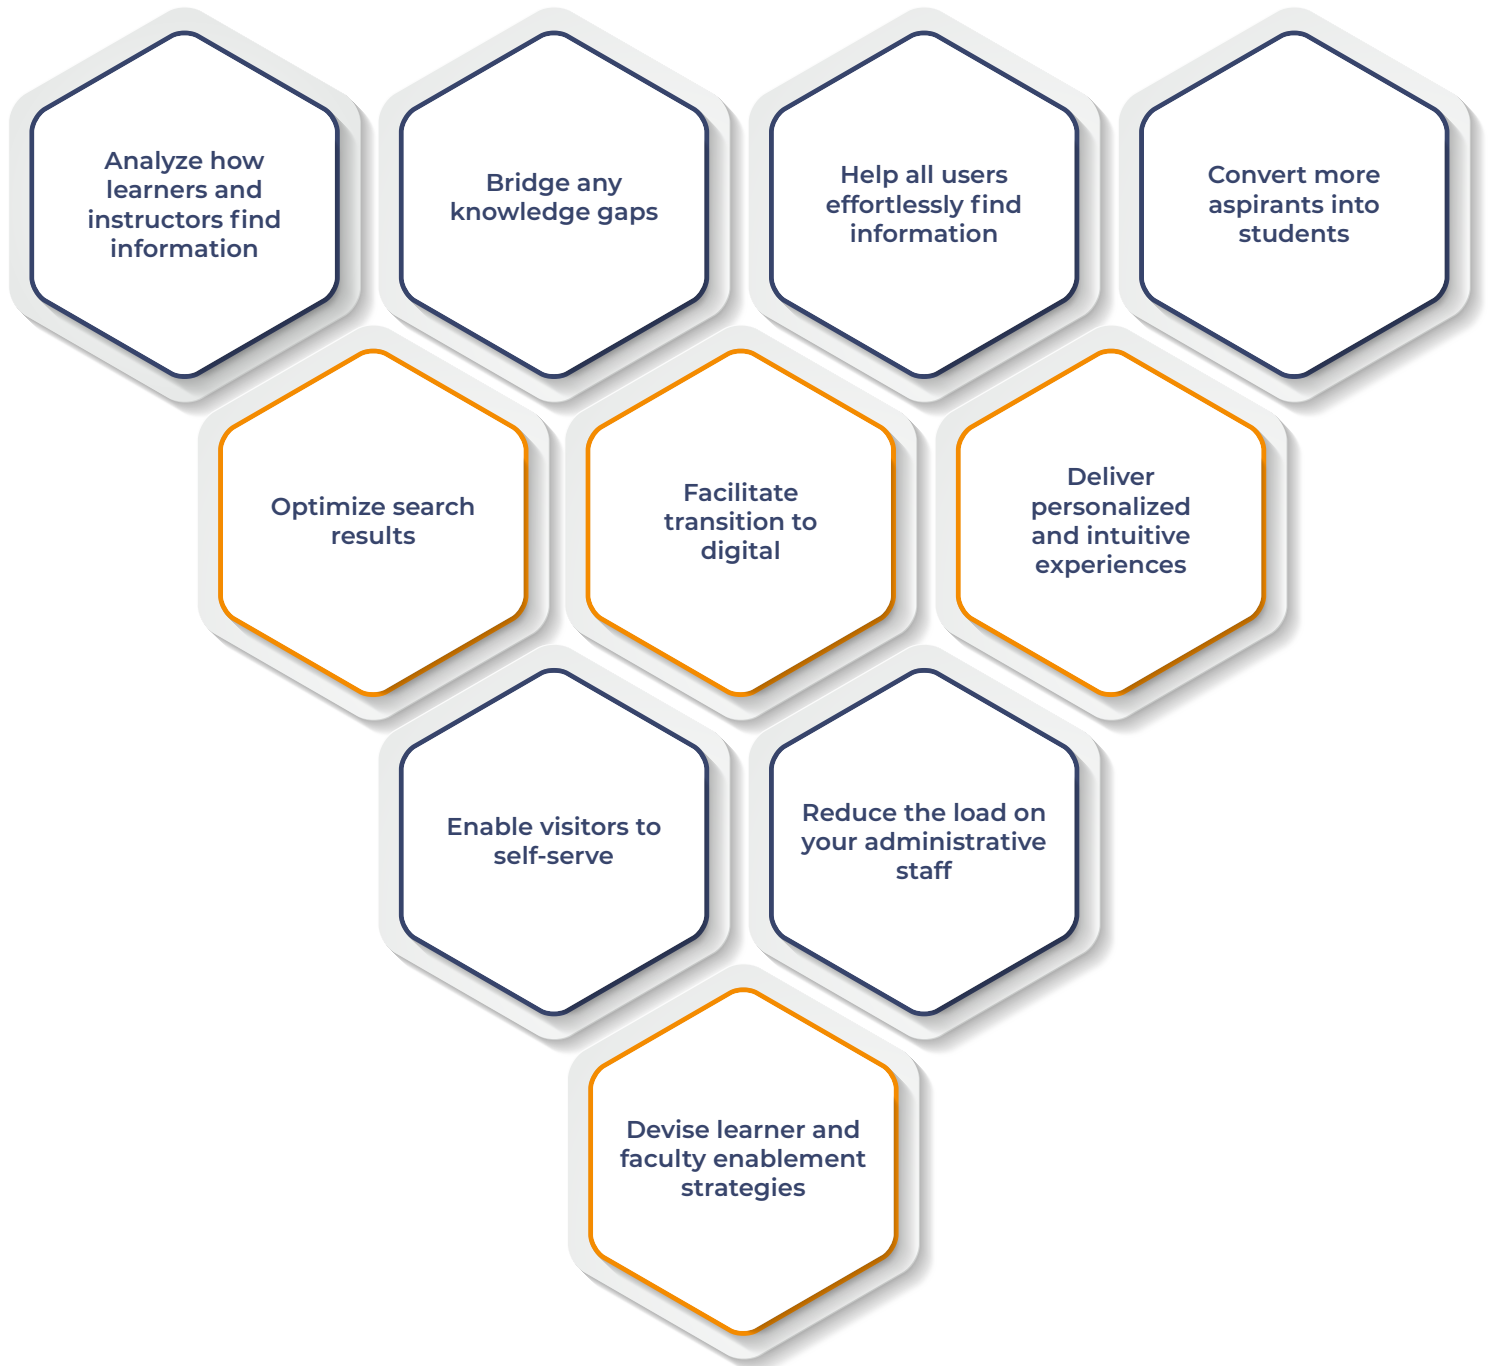 Analyze how
learners and
instructors find
information
Bridge any
knowledge gaps
Help all users
effortlessly find
information
Convert more
aspirants into
students
Optimize search
results
Facilitate
transition to
digital
Deliver
personalized
and intuitive
experiences
Enable visitors to
self-serve
Reduce the load on
your administrative
staff
Devise learner and
faculty enablement
strategies